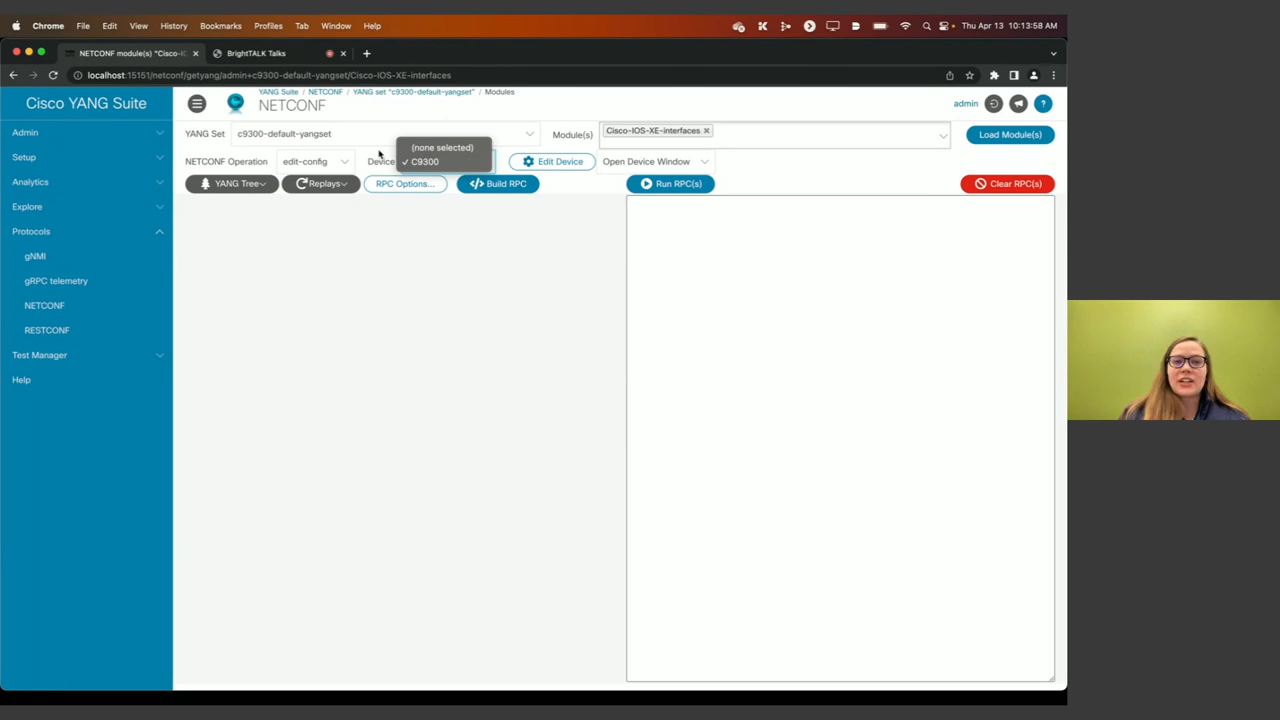 Chrome File Edit View History Bookmarks Profiles Tab Window Help Thu Apr 13 10:13:58 AM
NETCONF module(s) "Cisco-IO
BrightTALK Talks
localhost:15151/netconf/getyang/admin+c9300-default-yangset/Cisco-IOS-XE-interfaces
Cisco YANG Suite
YANG Suite / NETCONF / YANG set "c9300-default-yangset" / Modules
NETCONF
admin
?
Admin
Setup
Analytics
Explore
Protocols
gNMI
gRPC telemetry
NETCONF
RESTCONF
Test Manager
Help
YANG Set c9300-default-yangset Module(s) Cisco-IOS-XE-interfaces Load Module(s)
(none selected)
✓ C9300
NETCONF Operation edit-config Device Edit Device Open Device Window
YANG Tree Replays RPC Options... </> Build RPC Run RPC(s) Clear RPC(s)